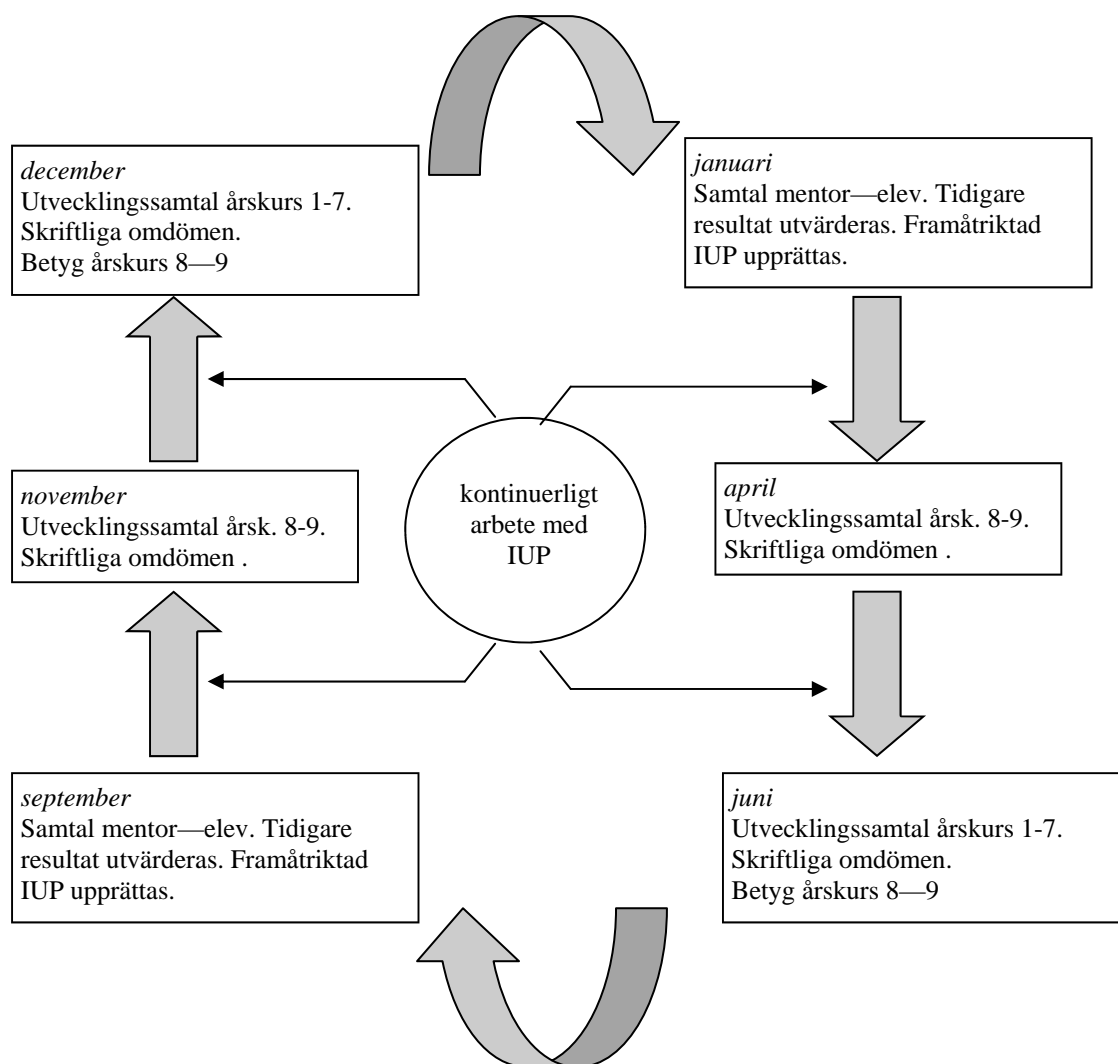 december
Utvecklingssamtal årskurs 1-7.
Skriftliga omdömen.
Betyg årskurs 8—9
januari
Samtal mentor—elev. Tidigare
resultat utvärderas. Framåtriktad
IUP upprättas.
november
Utvecklingssamtal årsk. 8-9.
Skriftliga omdömen .
kontinuerligt
arbete med
IUP
april
Utvecklingssamtal årsk. 8-9.
Skriftliga omdömen .
september
Samtal mentor—elev. Tidigare
resultat utvärderas. Framåtriktad
IUP upprättas.
juni
Utvecklingssamtal årskurs 1-7.
Skriftliga omdömen.
Betyg årskurs 8—9